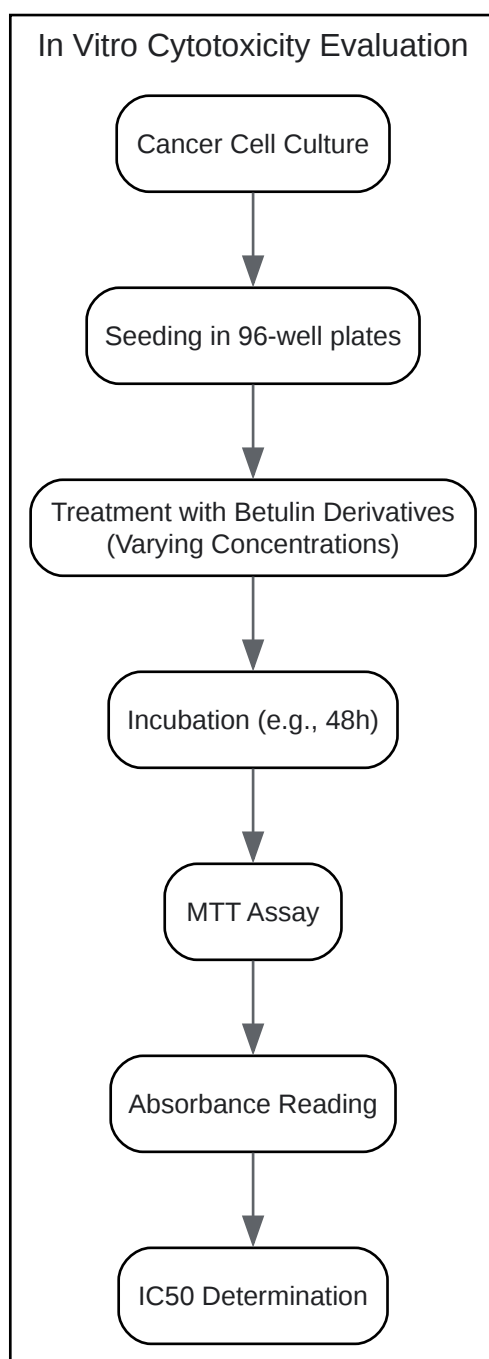 In Vitro Cytotoxicity Evaluation
Cancer Cell Culture
Seeding in 96-well plates
Treatment with Betulin Derivatives
(Varying Concentrations)
Incubation (e.g., 48h)
MTT Assay
Absorbance Reading
IC50 Determination